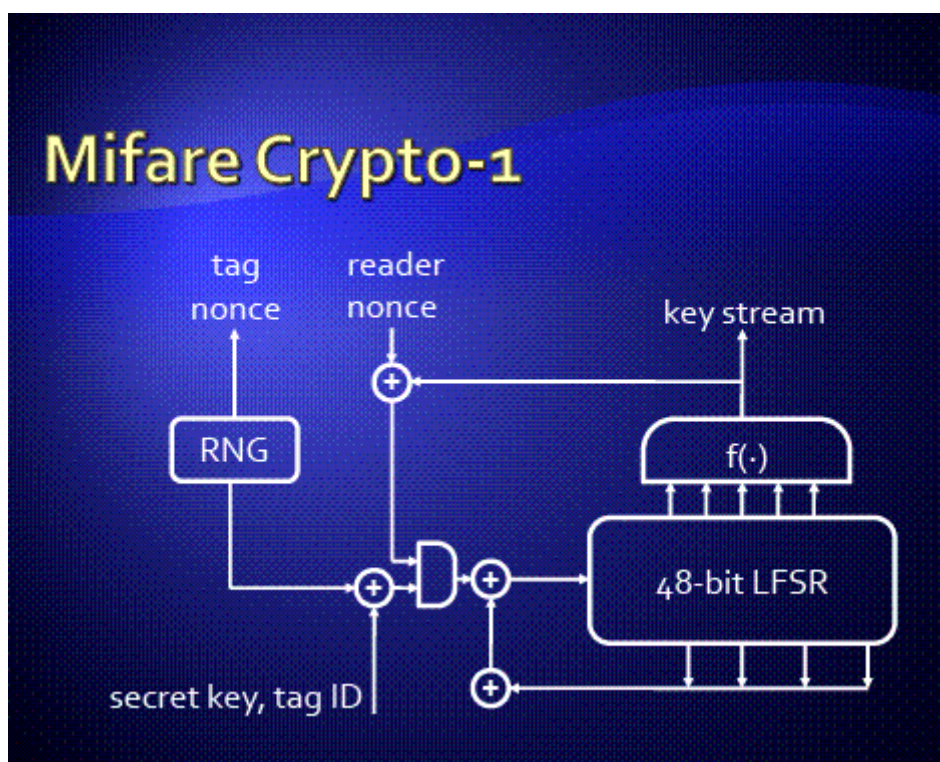 Mifare Crypto-1
tag
nonce
reader
nonce
key stream
RNG
f(·)
48-bit LFSR
secret key, tag ID